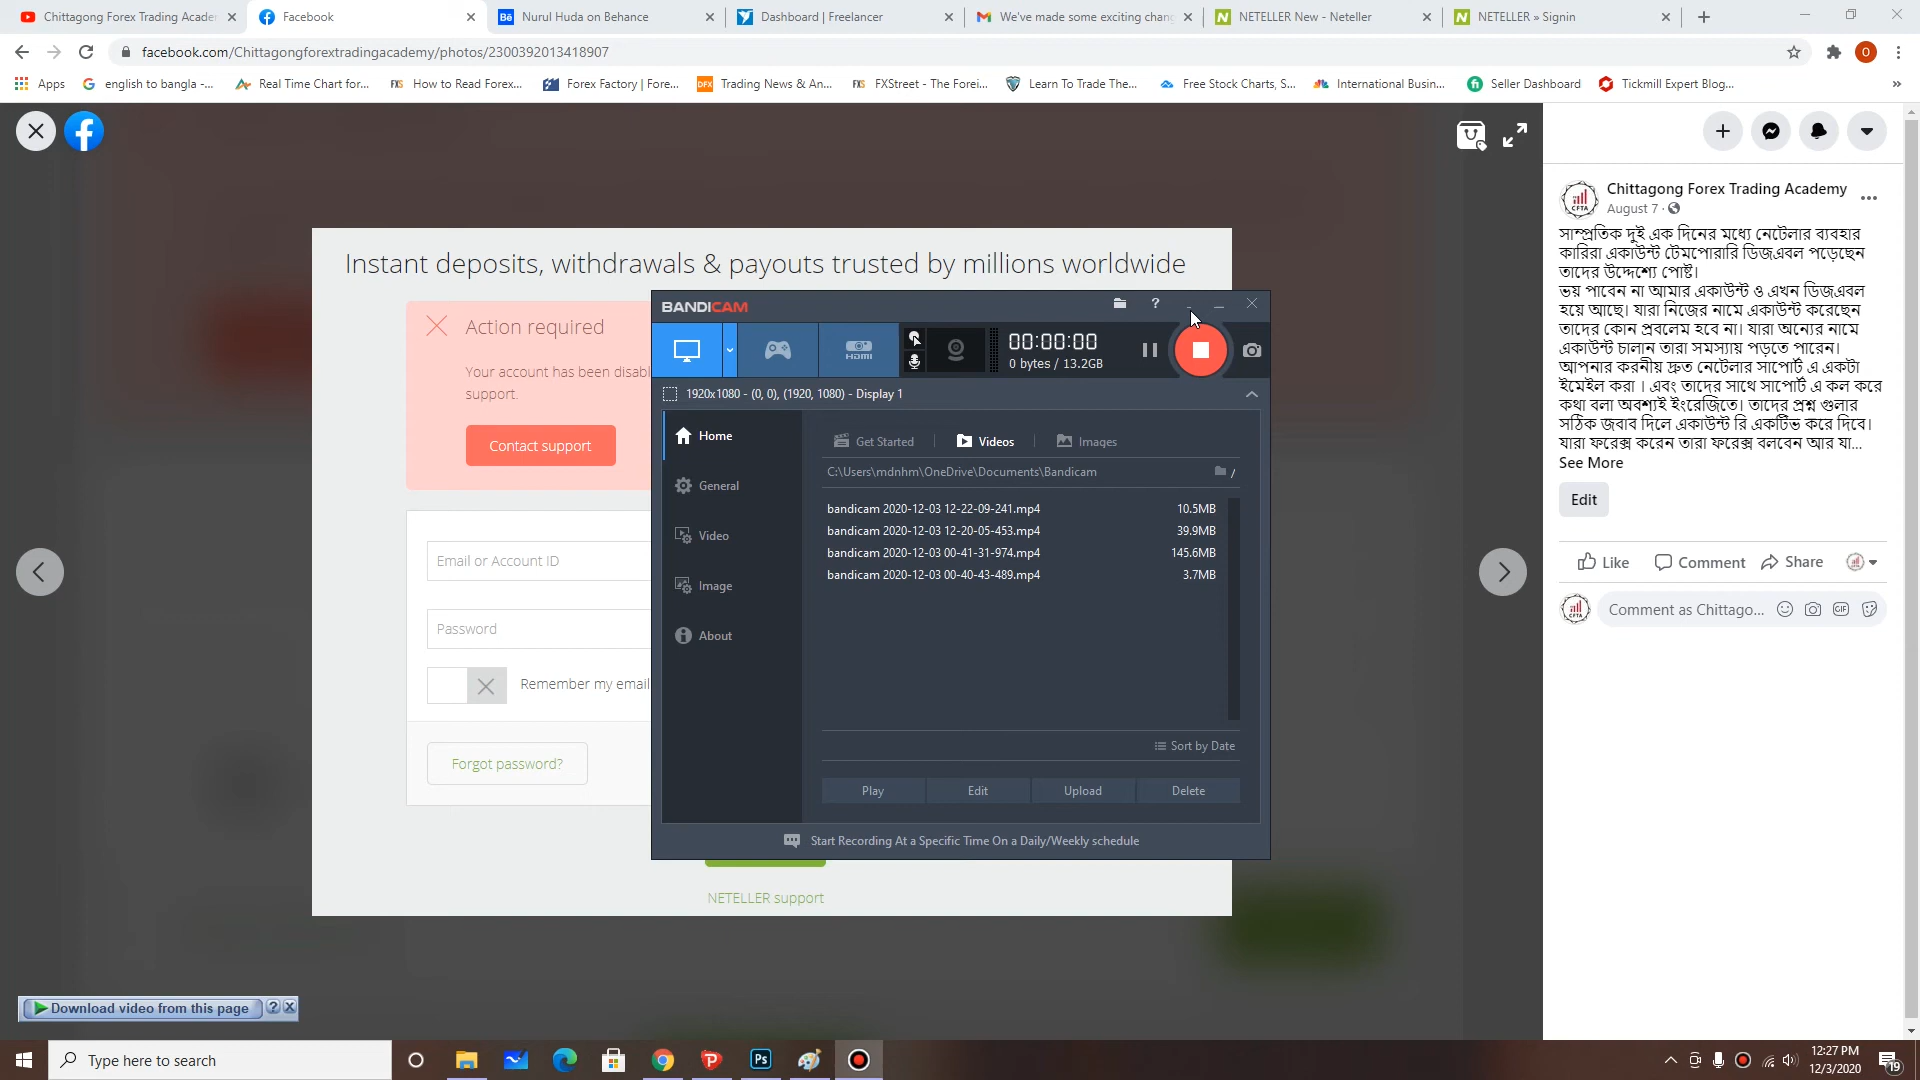 Chittagong Forex Trading Acade
Facebook
Nurul Huda on Behance
Dashboard | Freelancer
We've made some exciting chan
NETELLER New - Neteller
NETELLER » Signin
facebook.com/Chittagongforextradingacademy/photos/2300392013418907
O
Apps
english to bangla -...
Real Time Chart for...
FXS
How to Read Forex...
Forex Factory | Fore...
DFX
Trading News & An...
FXS
FXStreet - The Forei...
Learn To Trade The...
Free Stock Charts, S...
International Busin...
Seller Dashboard
Tickmill Expert Blog...
Instant deposits, withdrawals & payouts trusted by millions worldwide
Action required
Your account has been disabl
support.
Contact support
Email or Account ID
Password
Remember my email
Forgot password?
NETELLER support
BANDICAM
HDMI
00:00:00
0 bytes / 13.2GB
1920x1080 - (0, 0), (1920, 1080) - Display 1
Home
General
Video
Image
About
Get Started
Videos
Images
C:\Users\mdnhm\OneDrive\Documents\Bandicam
bandicam 2020-12-03 12-22-09-241.mp4 10.5MB
bandicam 2020-12-03 12-20-05-453.mp4 39.9MB
bandicam 2020-12-03 00-41-31-974.mp4 145.6MB
bandicam 2020-12-03 00-40-43-489.mp4 3.7MB
Sort by Date
Play
Edit
Upload
Delete
Start Recording At a Specific Time On a Daily/Weekly schedule
CFTA
Chittagong Forex Trading Academy
August 7 ·
সাম্প্রতিক দুই এক দিনের মধ্যে নেটেলার ব্যবহার
কারিরা একাউন্ট টেমপোরারি ডিজএবল পড়েছেন
তাদের উদ্দেশ্যে পোষ্ট।
ভয় পাবেন না আমার একাউন্ট ও এখন ডিজএবল
হয়ে আছে। যারা নিজের নামে একাউন্ট করেছেন
তাদের কোন প্রবলেম হবে না। যারা অন্যের নামে
একাউন্ট চালান তারা সমস্যায় পড়তে পারেন।
আপনার করনীয় দ্রুত নেটেলার সাপোর্ট এ একটা
ইমেইল করা । এবং তাদের সাথে সাপোর্ট এ কল করে
কথা বলা অবশ্যই ইংরেজিতে। তাদের প্রশ্ন গুলার
সঠিক জবাব দিলে একাউন্ট রি একটিভ করে দিবে।
যারা ফরেক্স করেন তারা ফরেক্স বলবেন আর যা...
See More
Edit
Like
Comment
Share
Comment as Chittago...
GIF
Download video from this page
Type here to search
Ps
12:27 PM
12/3/2020
19